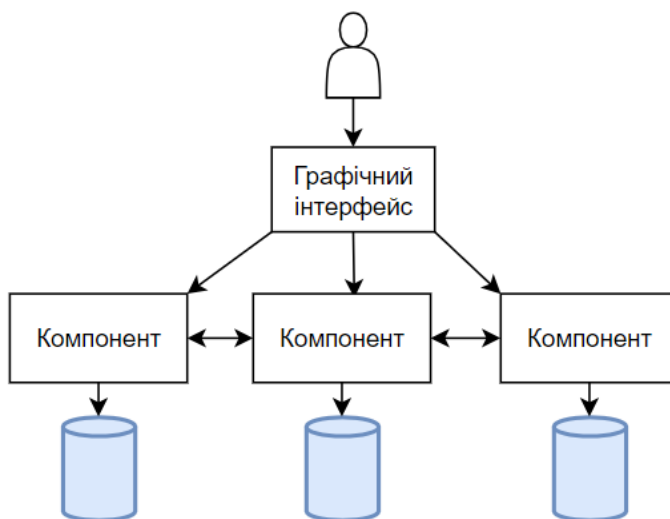 Графічний
інтерфейс
Компонент
Компонент
Компонент